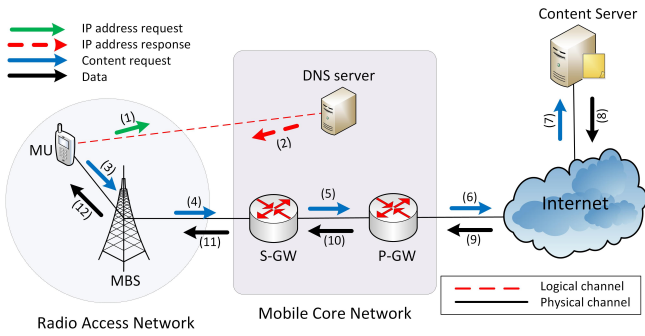 Content Server
IP address request
IP address response
Content request
Data
DNS server
(1)
(2)
MU
(3)
(7)
(8)
(12)
(4)
(5)
(6)
Internet
(11)
(10)
(9)
S-GW
P-GW
MBS
Logical channel
Physical channel
Radio Access Network
Mobile Core Network